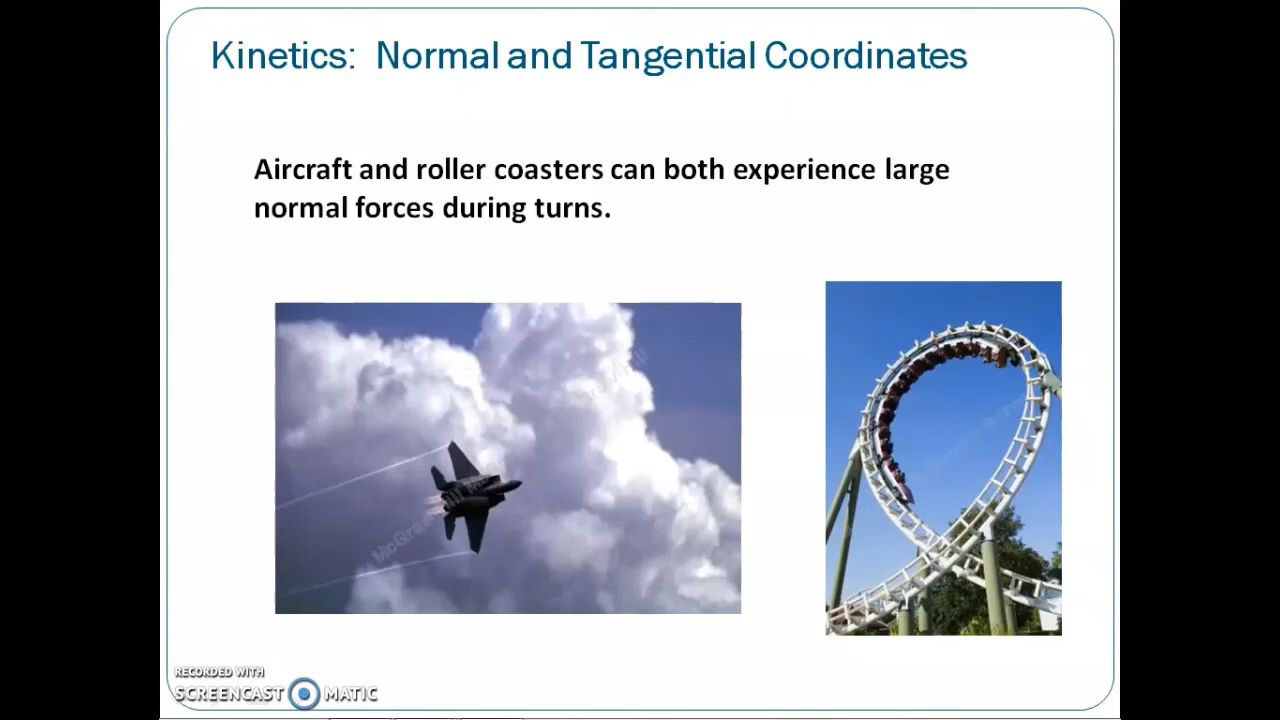 Kinetics: Normal and Tangential Coordinates
Aircraft and roller coasters can both experience large
normal forces during turns.
RECORDED WITH
SCREENCAST MATIC